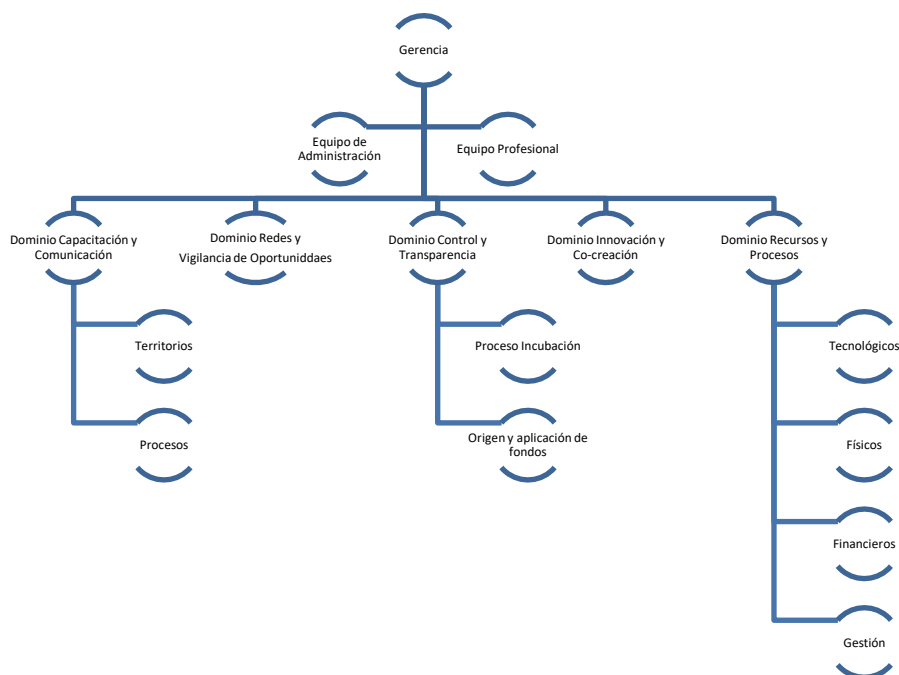 Gerencia
Equipo de
Administración
Equipo Profesional
Dominio Capacitación y
Comunicación
Dominio Redes y
Vigilancia de Oportuniddaes
Dominio Control y
Transparencia
Dominio Innovación y
Co-creación
Dominio Recursos y
Procesos
Territorios
Procesos
Proceso Incubación
Origen y aplicación de
fondos
Tecnológicos
Físicos
Financieros
Gestión